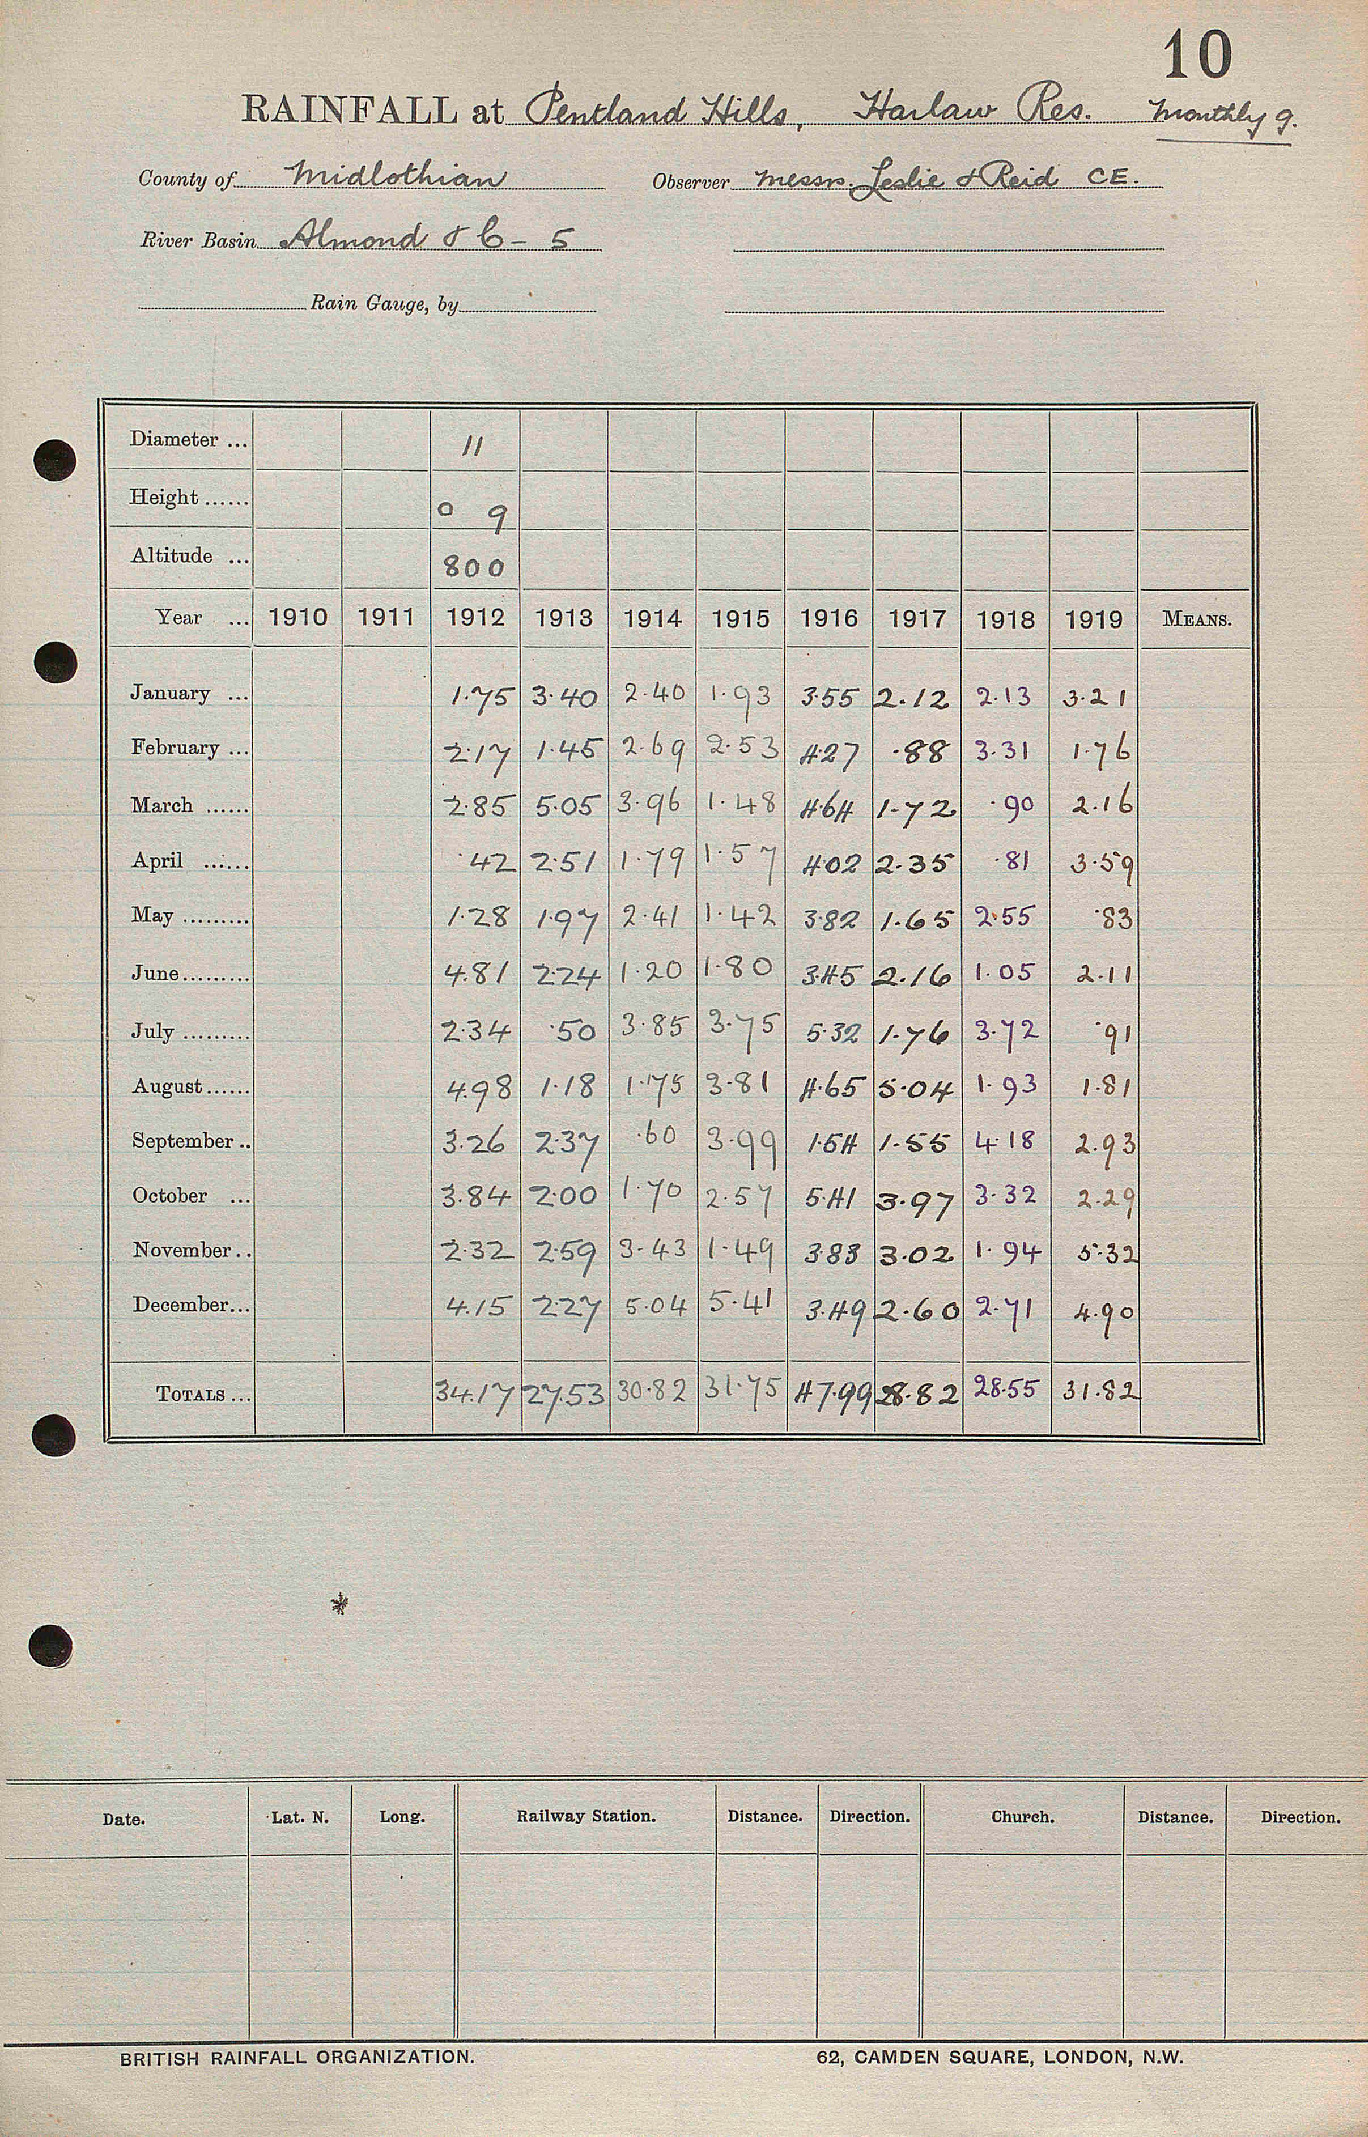 10
RAINFALL at Pentland Hills, Harlaw Res. Monthly 9.
County of Midlothian Observer Messrs. Leslie & Reid CE.
River Basin Almond & C - 5
Rain Gauge, by
Diameter ... 11
Height ...... 0 9
Altitude ... 800
Year ... 1910 1911 1912 1913 1914 1915 1916 1917 1918 1919 MEANS.
January ... 1.75 3.40 2.40 1.93 3.55 2.12 2.13 3.21
February ... 2.17 1.45 2.69 2.53 4.27 .88 3.31 1.76
March ...... 2.85 5.05 3.96 1.48 4.64 1.72 .90 2.16
April ...... .42 2.51 1.79 1.57 4.02 2.35 .81 3.59
May ......... 1.28 1.97 2.41 1.42 3.82 1.65 2.55 .83
June ......... 4.81 2.24 1.20 1.80 3.45 2.16 1.05 2.11
July ......... 2.34 .50 3.85 3.75 5.32 1.76 3.72 .91
August ...... 4.98 1.18 1.75 3.81 4.65 5.04 1.93 1.81
September .. 3.26 2.37 .60 3.99 1.54 1.55 4.18 2.93
October ... 3.84 2.00 1.70 2.57 5.41 3.97 3.32 2.29
November .. 2.32 2.59 3.43 1.49 3.83 3.02 1.94 5.32
December ... 4.15 2.27 5.04 5.41 3.49 2.60 2.71 4.90
TOTALS ... 34.17 27.53 30.82 31.75 47.99 28.82 28.55 31.82
Date. Lat. N. Long. Railway Station. Distance. Direction. Church. Distance. Direction.
BRITISH RAINFALL ORGANIZATION. 62, CAMDEN SQUARE, LONDON, N.W.